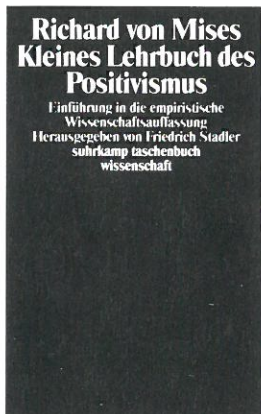 Richard von Mises
Kleines Lehrbuch des
Positivismus
Einführung in die empiristische
Wissenschaftsauffassung
Herausgegeben von Friedrich Stadler
suhrkamp taschenbuch
wissenschaft